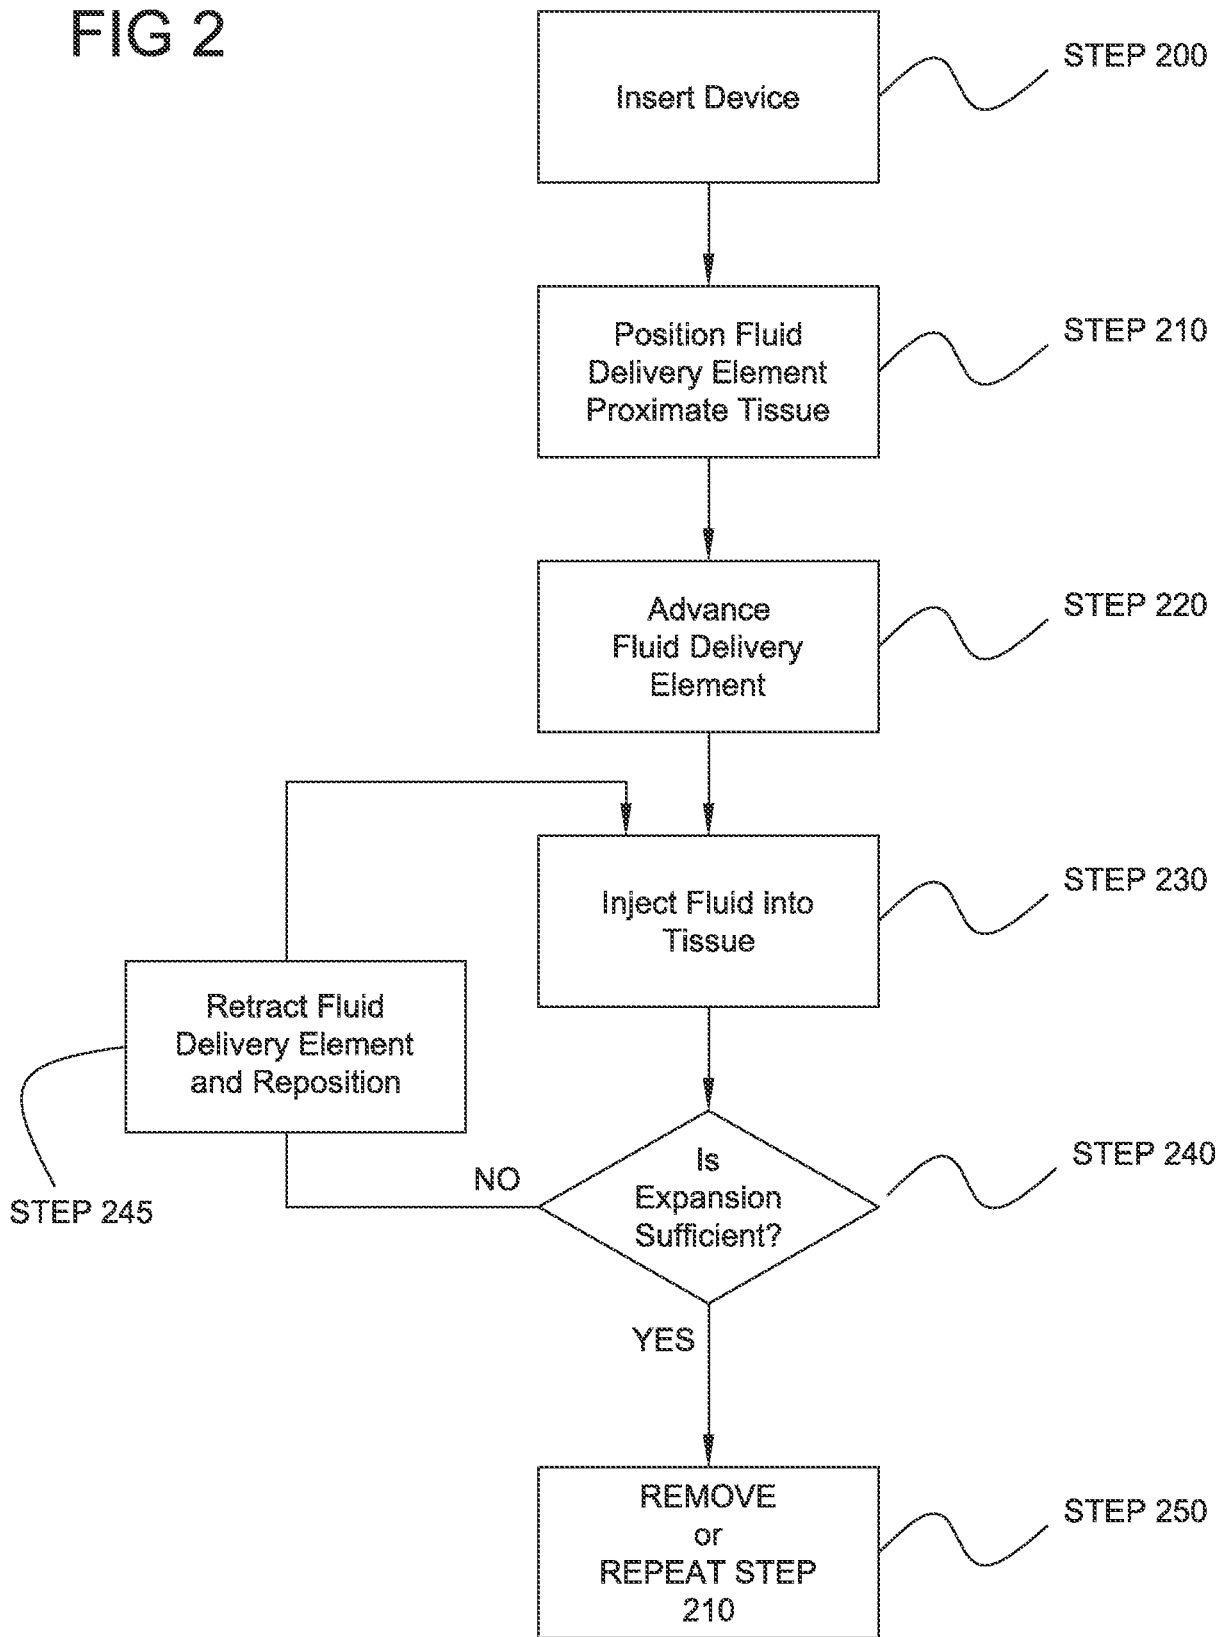 FIG 2
Insert Device
STEP 200
Position Fluid
Delivery Element
Proximate Tissue
STEP 210
Advance
Fluid Delivery
Element
STEP 220
Inject Fluid into
Tissue
STEP 230
Retract Fluid
Delivery Element
and Reposition
STEP 245
Is
Expansion
Sufficient?
STEP 240
NO
YES
REMOVE
or
REPEAT STEP
210
STEP 250